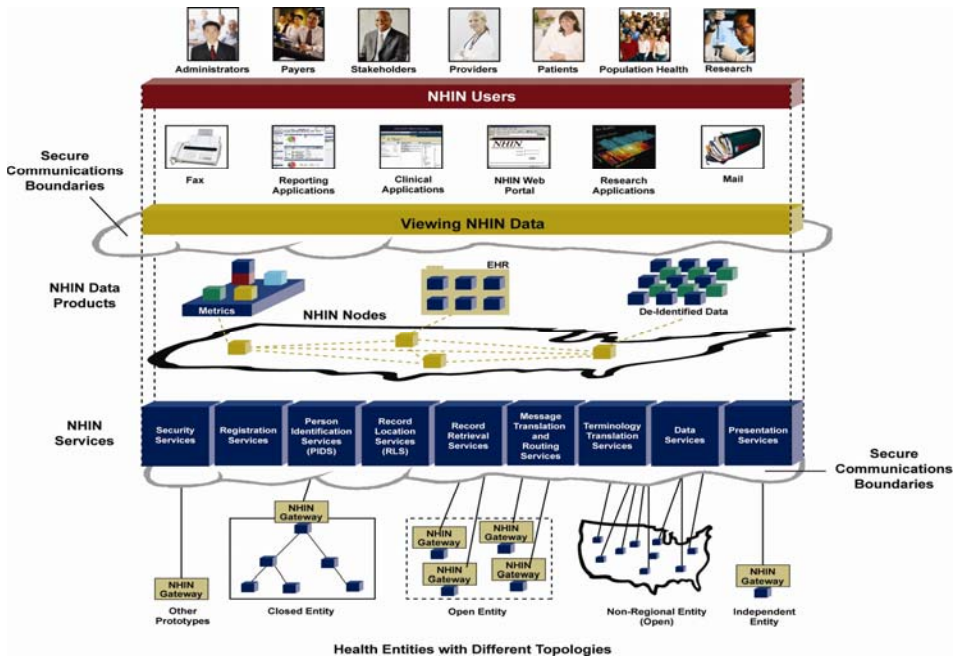 Administrators
Payers
Stakeholders
Providers
Patients
Population Health
Research
NHIN Users
Secure
Communications
Boundaries
Fax
Reporting
Applications
Clinical
Applications
NHIN
NHIN Web
Portal
Research
Applications
Mail
Viewing NHIN Data
NHIN Data
Products
Metrics
EHR
De-Identified Data
NHIN Nodes
NHIN
Services
Security
Services
Registration
Services
Person
Identification
Services
(PIDS)
Record
Location
Services
(RLS)
Record
Retrieval
Services
Message
Translation
and
Routing
Services
Terminology
Translation
Services
Data
Services
Presentation
Services
Secure
Communications
Boundaries
NHIN
Gateway
Other
Prototypes
NHIN
Gateway
Closed Entity
NHIN
Gateway
NHIN
Gateway
NHIN
Gateway
NHIN
Gateway
Open Entity
Non-Regional Entity
(Open)
NHIN
Gateway
Independent
Entity
Health Entities with Different Topologies